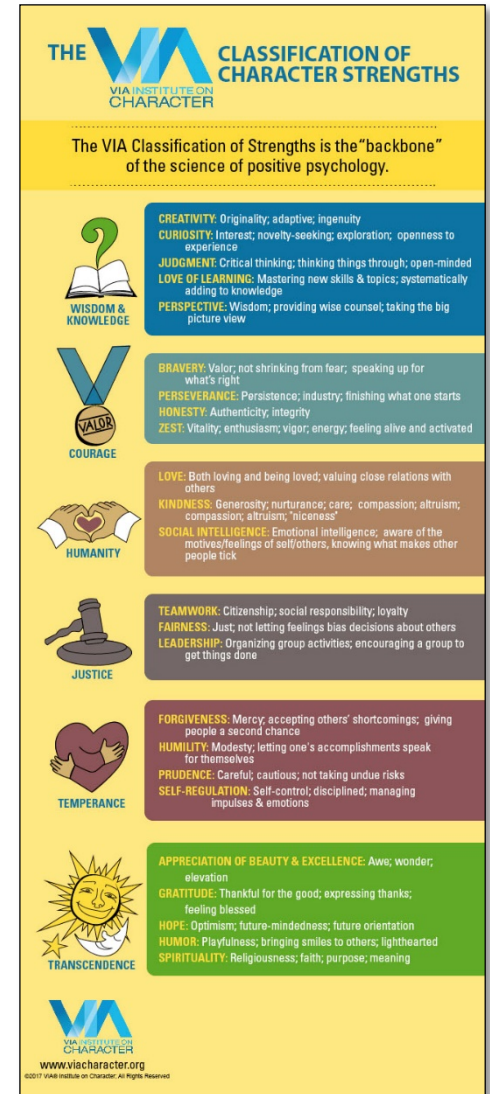 THE VIA CLASSIFICATION OF
CHARACTER STRENGTHS
VIA INSTITUTE ON
CHARACTER
The VIA Classification of Strengths is the"backbone"
of the science of positive psychology.
WISDOM &
KNOWLEDGE
CREATIVITY: Originality; adaptive; ingenuity
CURIOSITY: Interest; novelty-seeking; exploration; openness to
experience
JUDGMENT: Critical thinking; thinking things through; open-minded
LOVE OF LEARNING: Mastering new skills & topics; systematically
adding to knowledge
PERSPECTIVE: Wisdom; providing wise counsel; taking the big
picture view
VALOR
COURAGE
BRAVERY: Valor; not shrinking from fear; speaking up for
what's right
PERSEVERANCE: Persistence; industry; finishing what one starts
HONESTY: Authenticity; integrity
ZEST: Vitality; enthusiasm; vigor; energy; feeling alive and activated
HUMANITY
LOVE: Both loving and being loved; valuing close relations with
others
KINDNESS: Generosity; nurturance; care; compassion; altruism;
compassion; altruism; "niceness"
SOCIAL INTELLIGENCE: Emotional intelligence; aware of the
motives/feelings of self/others, knowing what makes other
people tick
JUSTICE
TEAMWORK: Citizenship; social responsibility; loyalty
FAIRNESS: Just; not letting feelings bias decisions about others
LEADERSHIP: Organizing group activities; encouraging a group to
get things done
TEMPERANCE
FORGIVENESS: Mercy; accepting others' shortcomings; giving
people a second chance
HUMILITY: Modesty; letting one's accomplishments speak
for themselves
PRUDENCE: Careful; cautious; not taking undue risks
SELF-REGULATION: Self-control; disciplined; managing
impulses & emotions
TRANSCENDENCE
APPRECIATION OF BEAUTY & EXCELLENCE: Awe; wonder;
elevation
GRATITUDE: Thankful for the good; expressing thanks;
feeling blessed
HOPE: Optimism; future-mindedness; future orientation
HUMOR: Playfulness; bringing smiles to others; lighthearted
SPIRITUALITY: Religiousness; faith; purpose; meaning
VIA
VIA INSTITUTE ON
CHARACTER
www.viacharacter.org
©2017 VIA® Institute on Character; All Rights Reserved